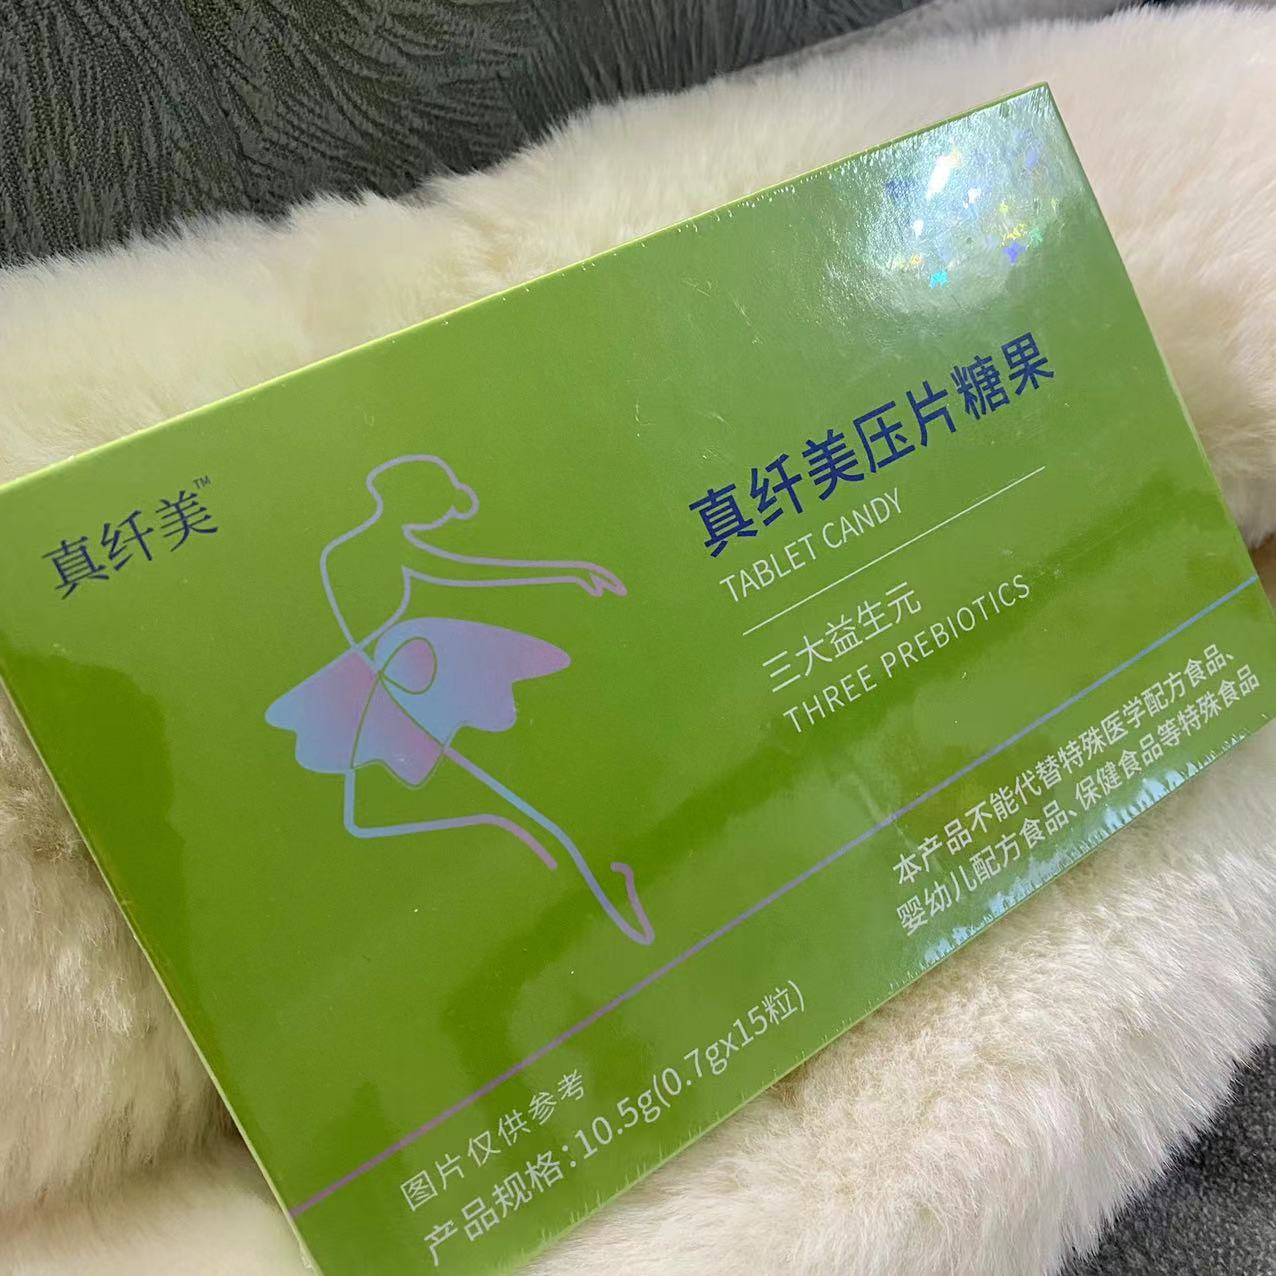 真纤美™
真纤美压片糖果
TABLET CANDY
三大益生元
THREE PREBIOTICS
本产品不能代替特殊医学配方食品、
婴幼儿配方食品、保健食品等特殊食品
图片仅供参考
产品规格:10.5g(0.7gx15粒)